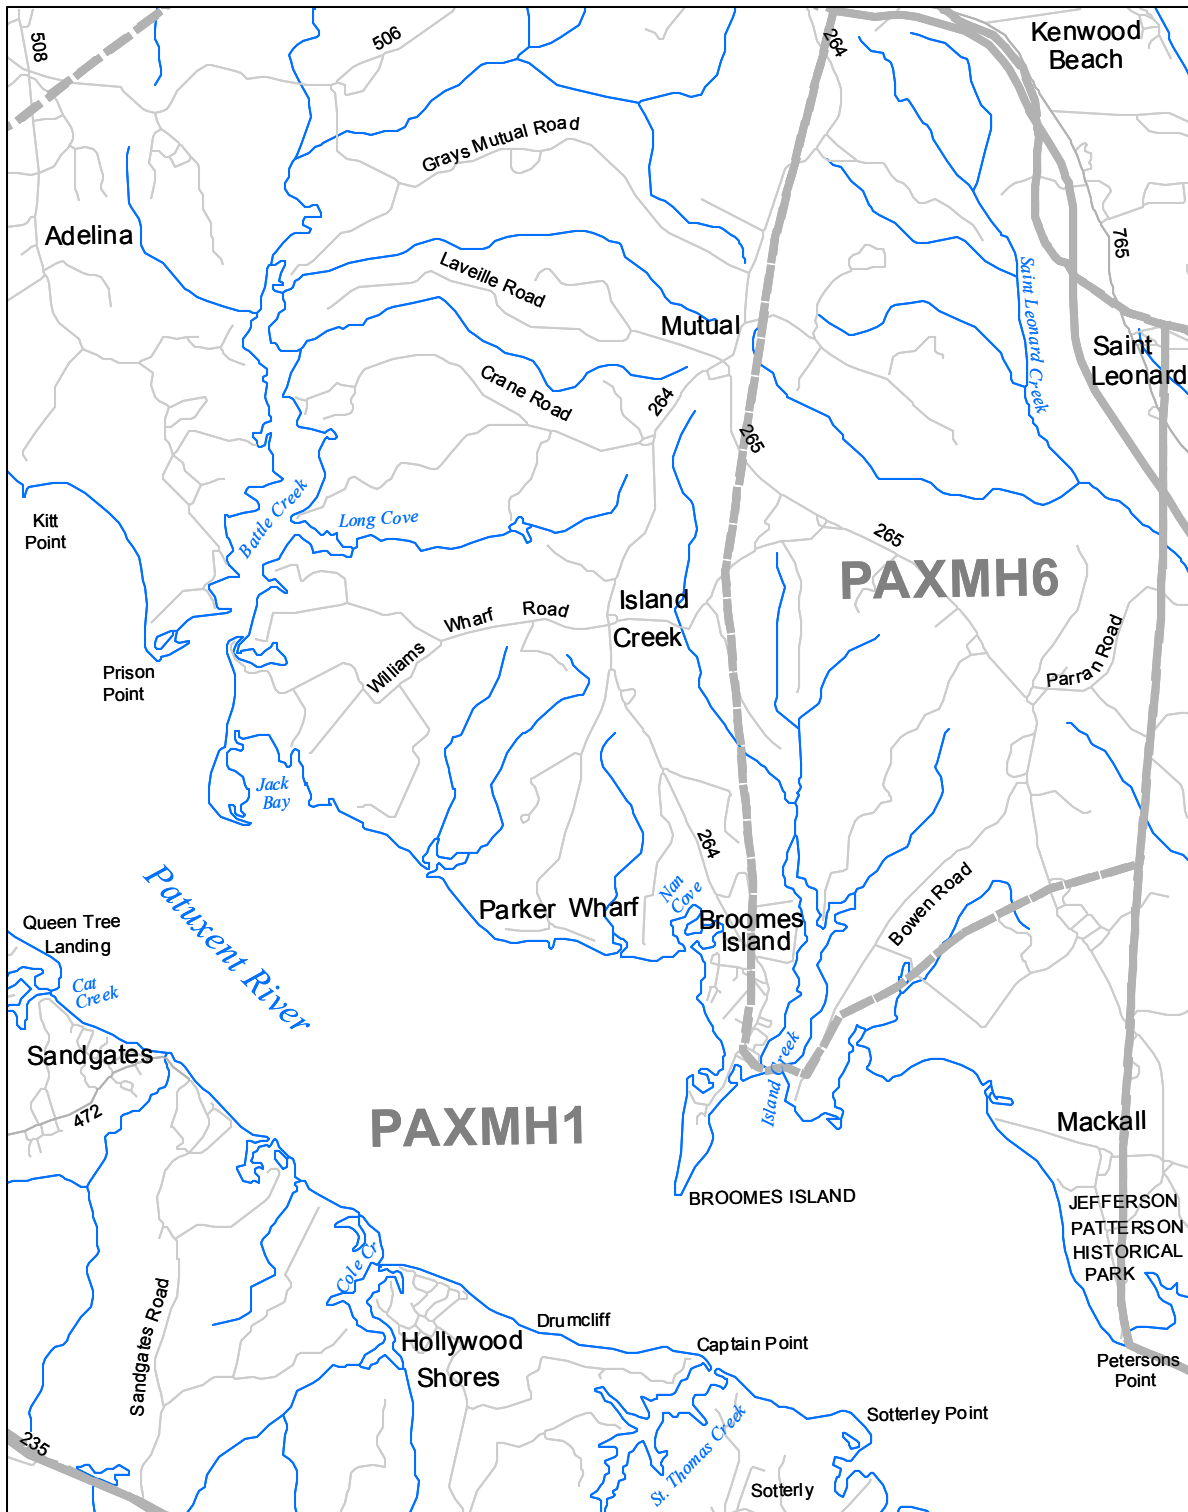 508
506
264
Kenwood
Beach
Grays Mutual Road
Adelina
765
Laveille Road
Saint Leonard Creek
Mutual
Saint
Leonard
Crane Road
264
265
Kitt
Point
Battle Creek
Long Cove
265
PAXMH6
Island
Creek
Williams Wharf Road
Parran Road
Prison
Point
Jack
Bay
264
Patuxent River
Nan
Cove
Parker Wharf
Broomes
Island
Bowen Road
Queen Tree
Landing
Cat
Creek
Sandgates
Island Creek
472
PAXMH1
Mackall
BROOMES ISLAND
JEFFERSON
PATTERSON
HISTORICAL
PARK
Cole Cr
Sandgates Road
Drumcliff
Hollywood
Shores
Captain Point
Petersons
Point
Sotterley Point
St. Thomas Creek
235
Sotterly